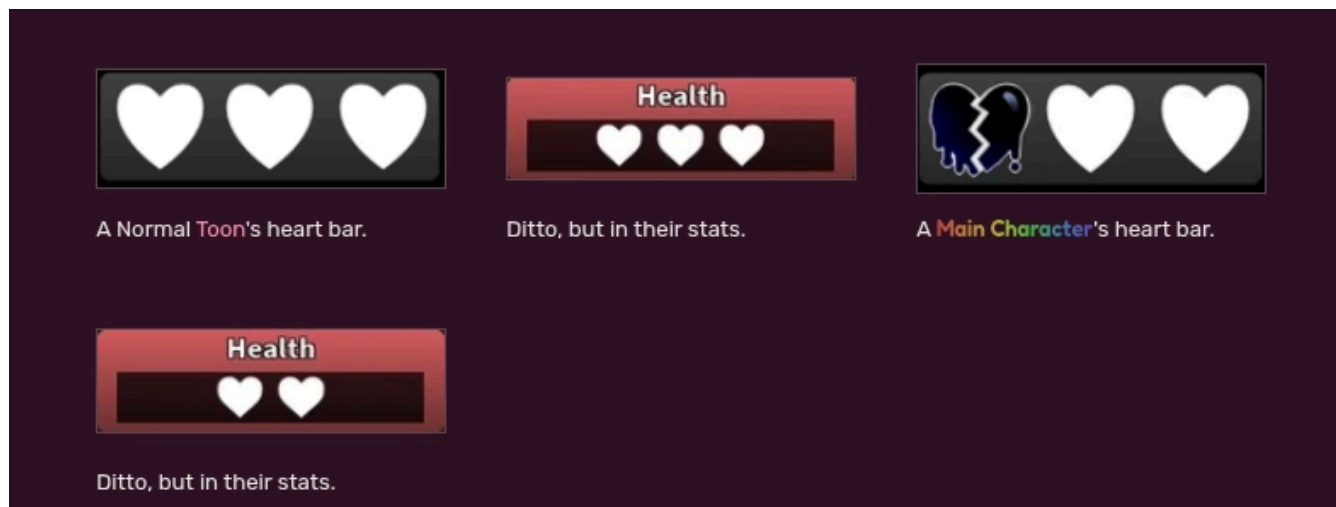 Health
A Normal Toon's heart bar.
Ditto, but in their stats.
A Main Character's heart bar.
Health
Ditto, but in their stats.